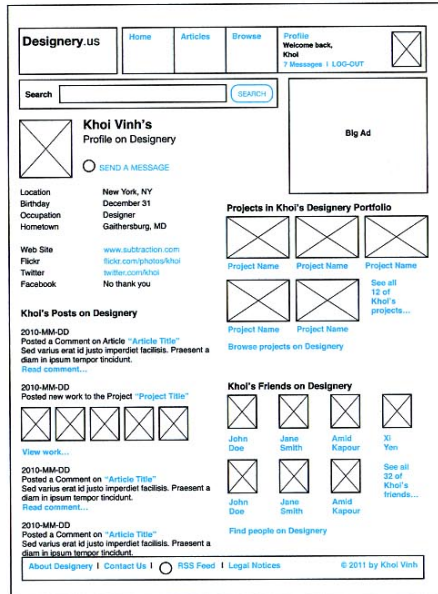 Designery.us
Home
Articles
Browse
Profile
Welcome back,
Khoi
7 Messages | LOG-OUT
Search
SEARCH
Khoi Vinh's
Profile on Designery
SEND A MESSAGE
Big Ad
Location New York, NY
Birthday December 31
Occupation Designer
Hometown Gaithersburg, MD
Web Site www.subtraction.com
Flickr flickr.com/photos/khoi
Twitter twitter.com/khoi
Facebook No thank you
Khoi's Posts on Designery
2010-MM-DD
Posted a Comment on Article "Article Title"
Sed varius erat id justo imperdiet facilisis. Praesent a
diam in ipsum tempor tincidunt.
Read comment...
2010-MM-DD
Posted new work to the Project "Project Title"
View work...
2010-MM-DD
Posted a Comment on "Article Title"
Sed varius erat id justo imperdiet facilisis. Praesent a
diam in ipsum tempor tincidunt.
Read comment...
2010-MM-DD
Posted a Comment on "Article Title"
Sed varius erat id justo imperdiet facilisis. Praesent a
diam in ipsum tempor tincidunt.
Projects in Khoi's Designery Portfolio
Project Name Project Name Project Name
Project Name Project Name
See all
12 of
Khoi's
projects...
Browse projects on Designery
Khoi's Friends on Designery
John Jane Amid Xi
Doe Smith Kapour Yen
John Jane Amid
Doe Smith Kapour
See all
32 of
Khoi's
friends...
Find people on Designery
About Designery | Contact Us | RSS Feed | Legal Notices © 2011 by Khoi Vinh